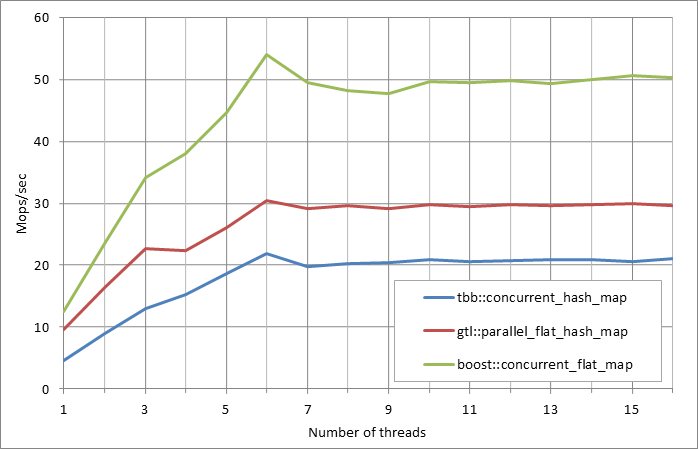 60
50
40
30
20
10
0
Mops/sec
tbb::concurrent_hash_map
gtl::parallel_flat_hash_map
boost::concurrent_flat_map
1 3 5 7 9 11 13 15
Number of threads